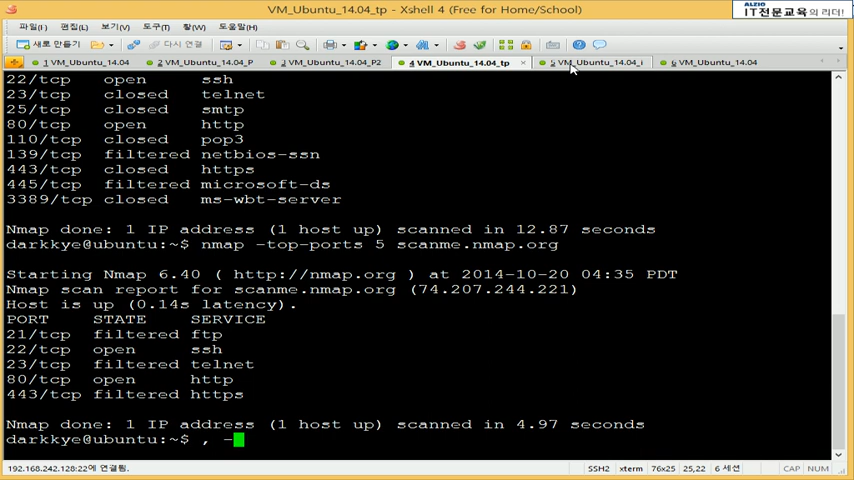 VM_Ubuntu_14.04_tp - Xshell 4 (Free for Home/School)
ALZIO
IT전문교육의 리더!
파일(F) 편집(E) 보기(V) 도구(T) 창(W) 도움말(H)
새로 만들기 다시 연결
1 VM_Ubuntu_14.04 2 VM_Ubuntu_14.04_P 3 VM_Ubuntu_14.04_P2 4 VM_Ubuntu_14.04_tp 5 VM_Ubuntu_14.04_i 6 VM_Ubuntu_14.04
22/tcp open ssh
23/tcp closed telnet
25/tcp closed smtp
80/tcp open http
110/tcp closed pop3
139/tcp filtered netbios-ssn
443/tcp closed https
445/tcp filtered microsoft-ds
3389/tcp closed ms-wbt-server
Nmap done: 1 IP address (1 host up) scanned in 12.87 seconds
darkkye@ubuntu:~$ nmap -top-ports 5 scanme.nmap.org
Starting Nmap 6.40 ( http://nmap.org ) at 2014-10-20 04:35 PDT
Nmap scan report for scanme.nmap.org (74.207.244.221)
Host is up (0.14s latency).
PORT STATE SERVICE
21/tcp filtered ftp
22/tcp open ssh
23/tcp filtered telnet
80/tcp open http
443/tcp filtered https
Nmap done: 1 IP address (1 host up) scanned in 4.97 seconds
darkkye@ubuntu:~$ , -
192.168.242.128:22에 연결됨. SSH2 xterm 76x25 25,22 6 세션 CAP NUM